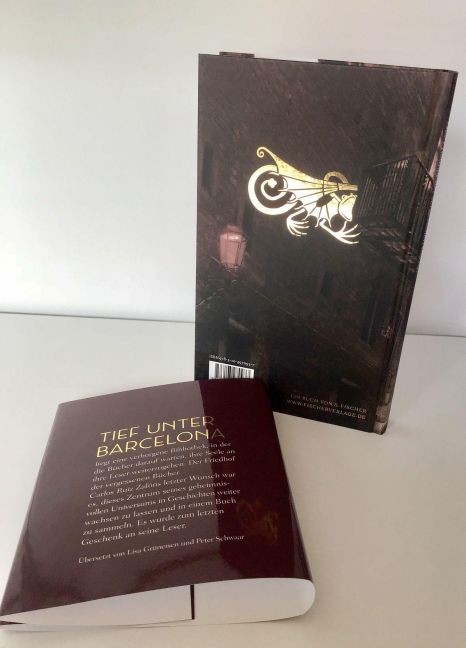 EIN BUCH VON S. FISCHER
WWW.FISCHERVERLAGE.DE
TIEF UNTER
BARCELONA
liegt eine verborgene Bibliothek, in der
die Bücher darauf warten, ihre Seele an
ihre Leser weiterzugeben: Der Friedhof
der vergessenen Bücher.
Carlos Ruiz Zafóns letzter Wunsch war
es, dieses Zentrum seines geheimnis-
vollen Universums in Geschichten weiter
wachsen zu lassen und in einem Buch
zu sammeln. Es wurde zum letzten
Geschenk an seine Leser.
Übersetzt von Lisa Grüneisen und Peter Schwaar